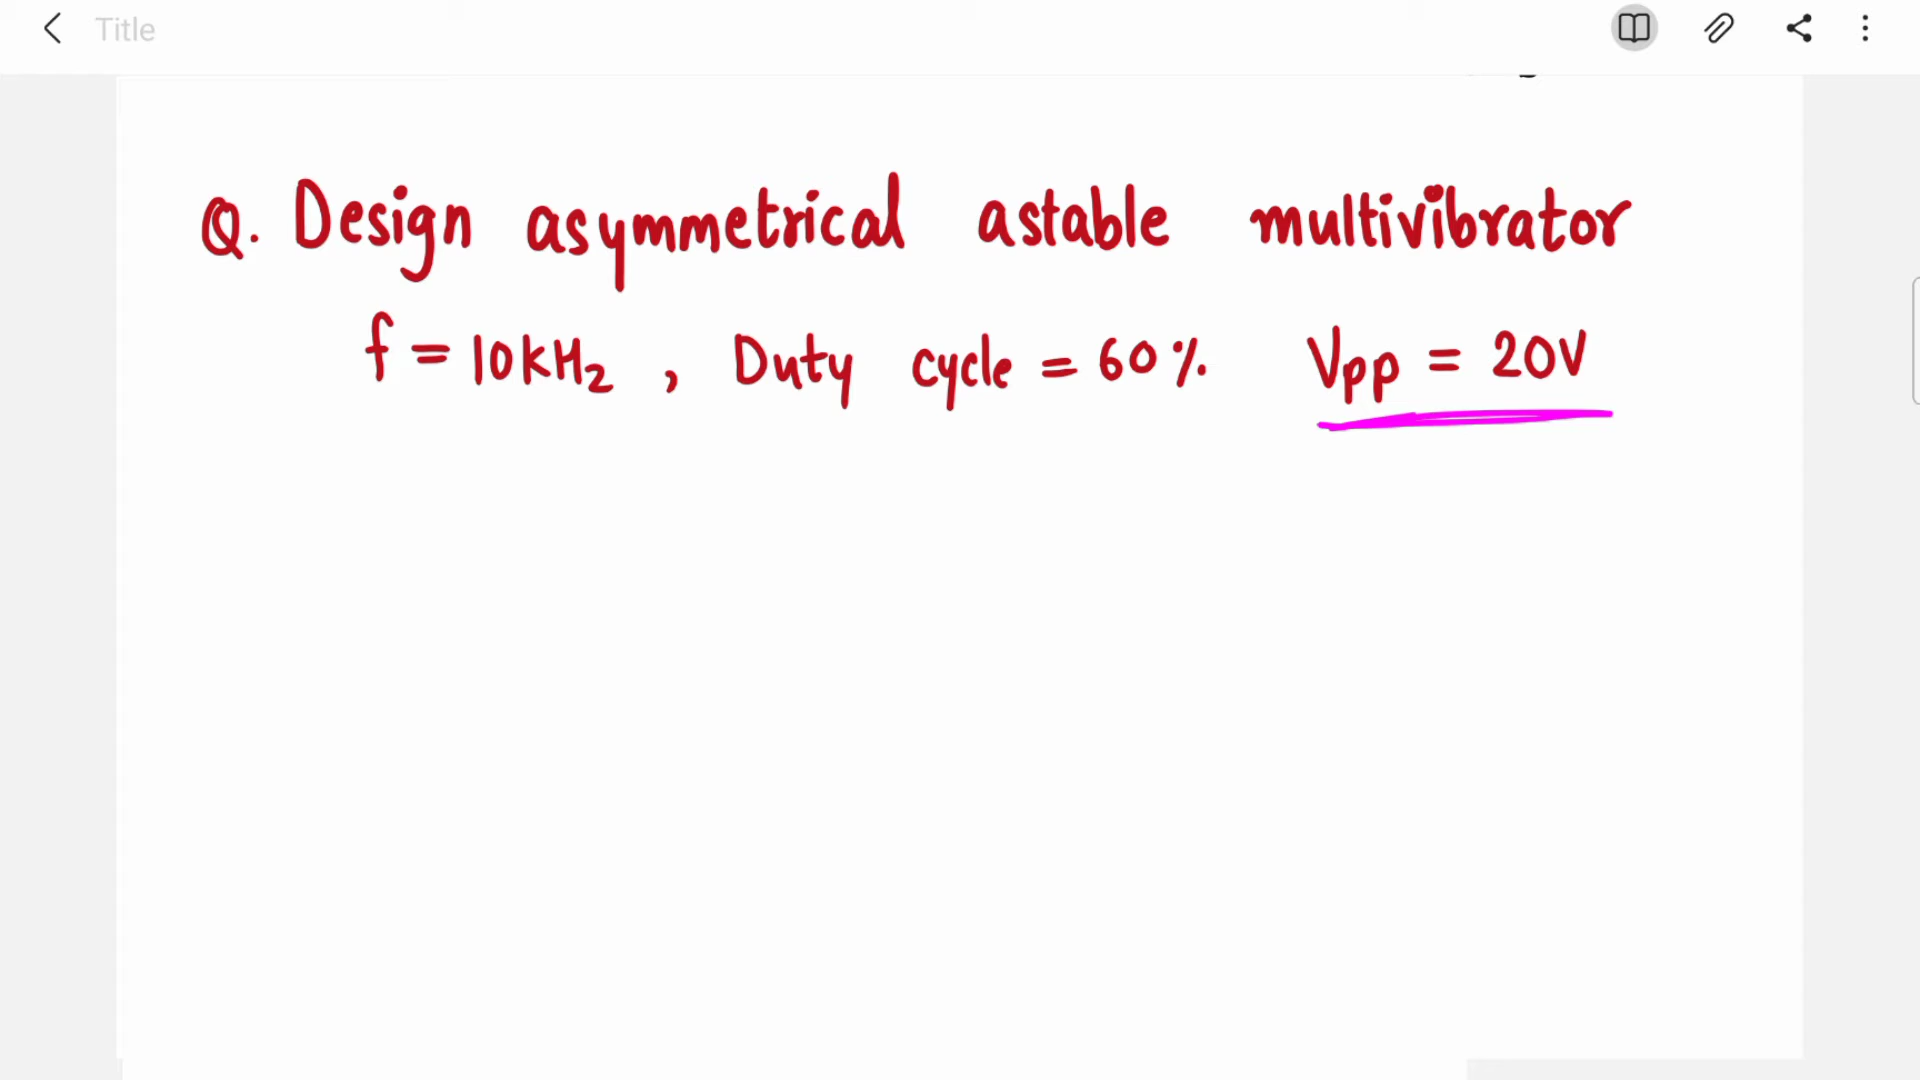 Title
Q. Design asymmetrical astable multivibrator
f = 10kHz , Duty cycle = 60% Vpp = 20V